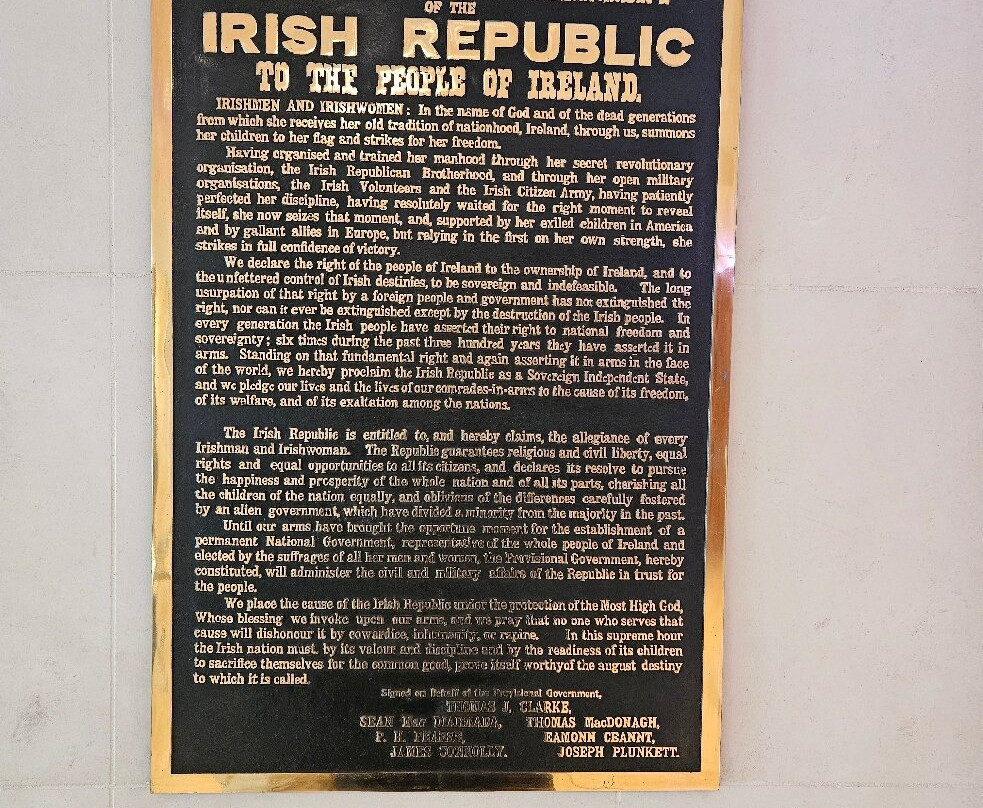 OF THE
IRISH REPUBLIC
TO THE PEOPLE OF IRELAND.
IRISHMEN AND IRISHWOMEN: In the name of God and of the dead generations
from which she receives her old tradition of nationhood, Ireland, through us, summons
her children to her flag and strikes for her freedom.
Having organised and trained her manhood through her secret revolutionary
organisation, the Irish Republican Brotherhood, and through her open military
organisations, the Irish Volunteers and the Irish Citizen Army, having patiently
perfected her discipline, having resolutely waited for the right moment to reveal
itself, she now seizes that moment, and, supported by her exiled children in America
and by gallant allies in Europe, but relying in the first on her own strength, she
strikes in full confidence of victory.
We declare the right of the people of Ireland to the ownership of Ireland, and to
the unfettered control of Irish destinies, to be sovereign and indefeasible. The long
usurpation of that right by a foreign people and government has not extinguished the
right, nor can it ever be extinguished except by the destruction of the Irish people. In
every generation the Irish people have asserted their right to national freedom and
sovereignty; six times during the past three hundred years they have asserted it in
arms. Standing on that fundamental right and again asserting it in arms in the face
of the world, we hereby proclaim the Irish Republic as a Sovereign Independent State,
and we pledge our lives and the lives of our comrades-in-arms to the cause of its freedom,
of its welfare, and of its exaltation among the nations.
The Irish Republic is entitled to, and hereby claims, the allegiance of every
Irishman and Irishwoman. The Republic guarantees religious and civil liberty, equal
rights and equal opportunities to all its citizens, and declares its resolve to pursue
the happiness and prosperity of the whole nation and of all its parts, cherishing all
the children of the nation equally, and oblivious of the differences carefully fostered
by an alien government, which have divided a minority from the majority in the past.
Until our arms have brought the opportune moment for the establishment of a
permanent National Government, representative of the whole people of Ireland and
elected by the suffrages of all her men and women, the Provisional Government, hereby
constituted, will administer the civil and military affairs of the Republic in trust for
the people.
We place the cause of the Irish Republic under the protection of the Most High God,
Whose blessing we invoke upon our arms, and we pray that no one who serves that
cause will dishonour it by cowardice, inhumanity, or rapine. In this supreme hour
the Irish nation must, by its valour and discipline and by the readiness of its children
to sacrifice themselves for the common good, prove itself worthy of the august destiny
to which it is called.
Signed on Behalf of the Provisional Government,
THOMAS J. CLARKE,
SEAN Mac DIARMADA, THOMAS MacDONAGH,
P. H. PEARSE, EAMONN CEANNT,
JAMES CONNOLLY. JOSEPH PLUNKETT.